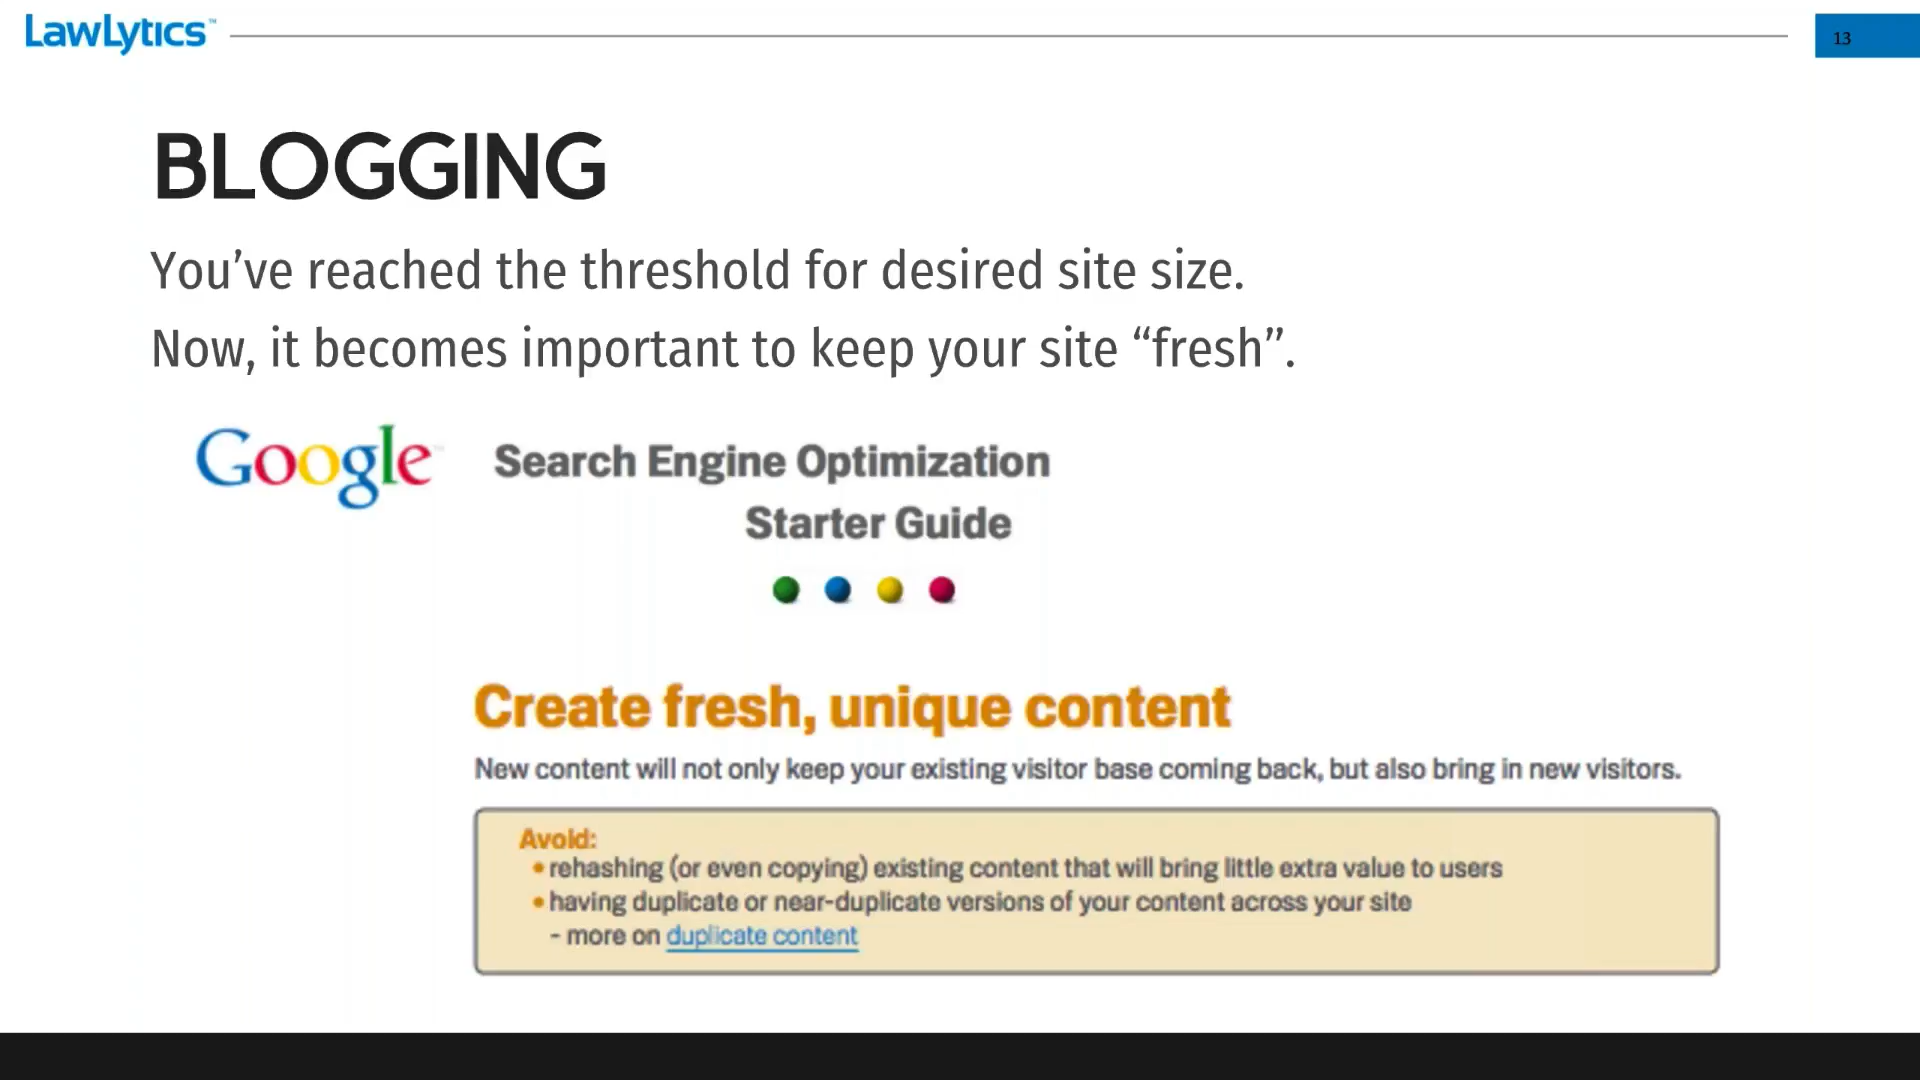 LawLytics™
13
BLOGGING
You’ve reached the threshold for desired site size.
Now, it becomes important to keep your site “fresh”.
Google™
Search Engine Optimization
Starter Guide
Create fresh, unique content
New content will not only keep your existing visitor base coming back, but also bring in new visitors.
Avoid:
• rehashing (or even copying) existing content that will bring little extra value to users
• having duplicate or near-duplicate versions of your content across your site
- more on duplicate content